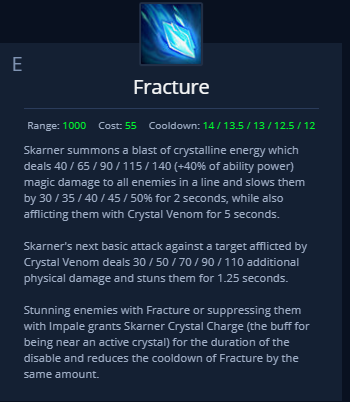 E
Fracture
Range: 1000 Cost: 55 Cooldown: 14 / 13.5 / 13 / 12.5 / 12
Skarner summons a blast of crystalline energy which
deals 40 / 65 / 90 / 115 / 140 (+40% of ability power)
magic damage to all enemies in a line and slows them
by 30 / 35 / 40 / 45 / 50% for 2 seconds, while also
afflicting them with Crystal Venom for 5 seconds.
Skarner's next basic attack against a target afflicted by
Crystal Venom deals 30 / 50 / 70 / 90 / 110 additional
physical damage and stuns them for 1.25 seconds.
Stunning enemies with Fracture or suppressing them
with Impale grants Skarner Crystal Charge (the buff for
being near an active crystal) for the duration of the
disable and reduces the cooldown of Fracture by the
same amount.